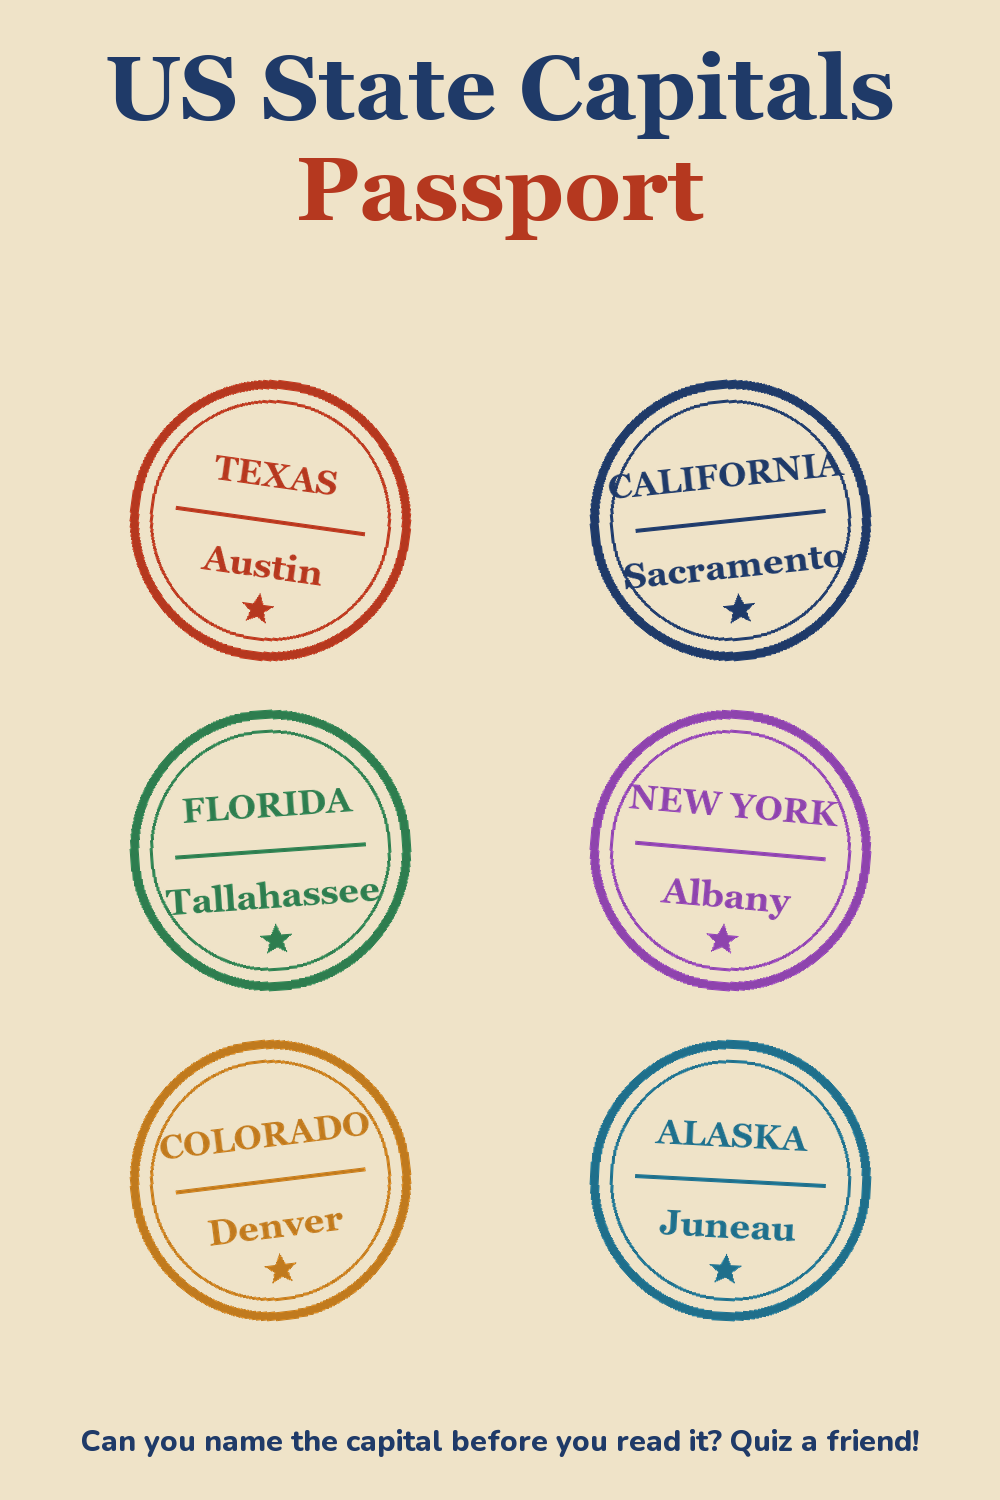 US State Capitals
Passport
TEXAS
Austin
CALIFORNIA
Sacramento
FLORIDA
Tallahassee
NEW YORK
Albany
COLORADO
Denver
ALASKA
Juneau
Can you name the capital before you read it? Quiz a friend!